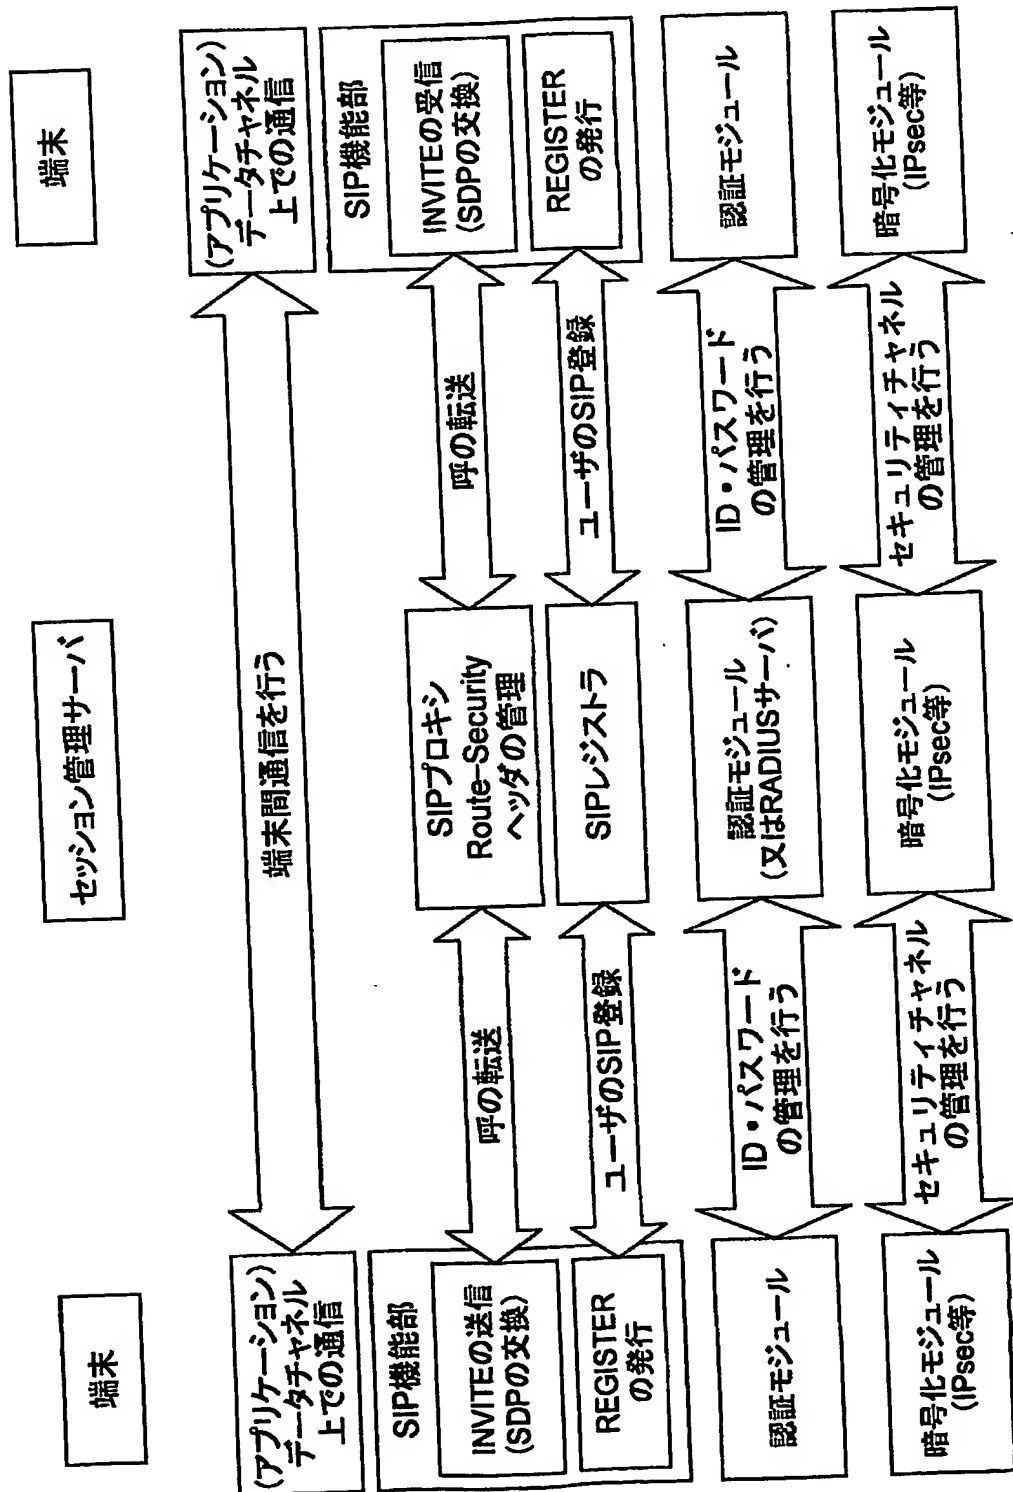 端末
セッション管理サーバ
端末
(アプリケーション)
データチャネル
上での通信
端末間通信を行う
(アプリケーション)
データチャネル
上での通信
SIP機能部
INVITEの送信
(SDPの交換)
呼の転送
SIPプロキシ
Route-Security
ヘッダの管理
呼の転送
SIP機能部
INVITEの受信
(SDPの交換)
REGISTER
の発行
ユーザのSIP登録
SIPレジストラ
ユーザのSIP登録
REGISTER
の発行
認証モジュール
ID・パスワード
の管理を行う
認証モジュール
(又はRADIUSサーバ)
ID・パスワード
の管理を行う
認証モジュール
暗号化モジュール
(IPsec等)
セキュリティチャネル
の管理を行う
暗号化モジュール
(IPsec等)
セキュリティチャネル
の管理を行う
暗号化モジュール
(IPsec等)